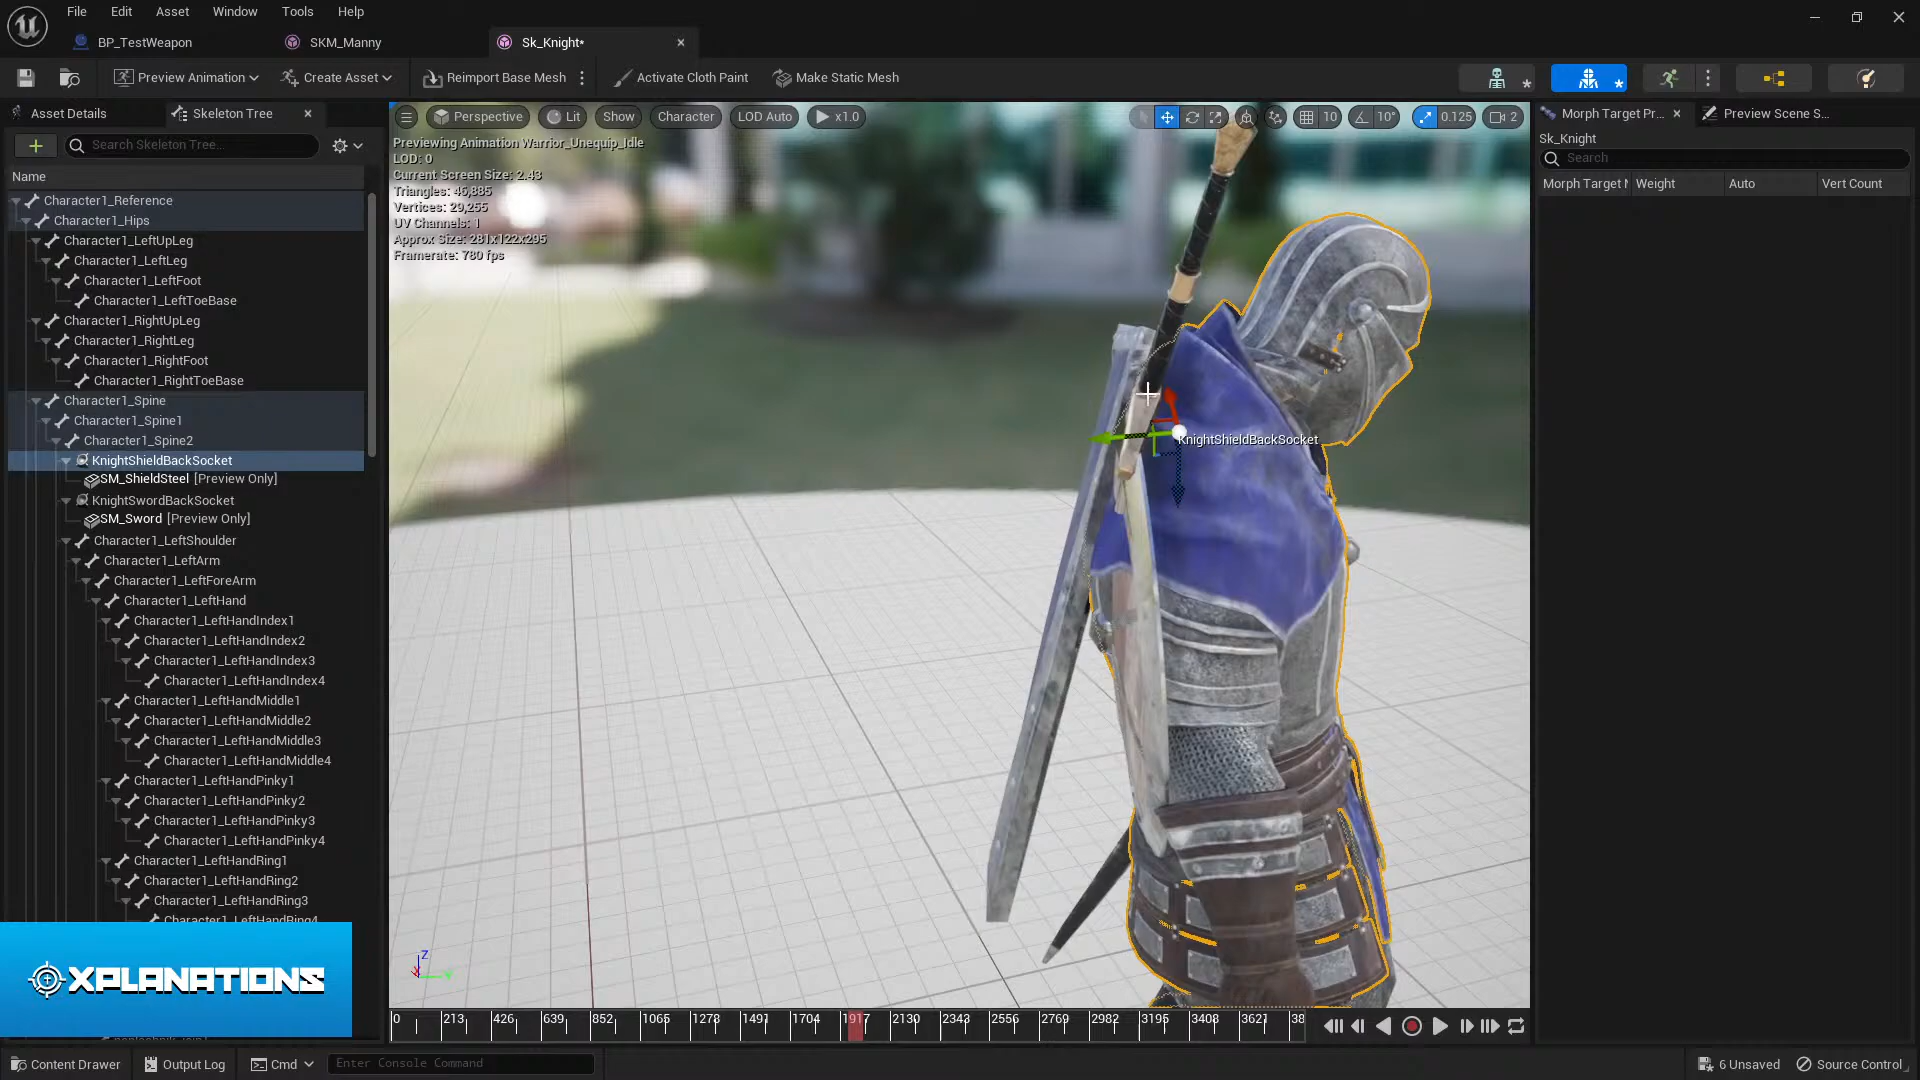 File Edit Asset Window Tools Help
BP_TestWeapon SKM_Manny Sk_Knight*
Preview Animation Create Asset Reimport Base Mesh Activate Cloth Paint Make Static Mesh
Asset Details Skeleton Tree
Search Skeleton Tree...
Name
Character1_Reference
Character1_Hips
Character1_LeftUpLeg
Character1_LeftLeg
Character1_LeftFoot
Character1_LeftToeBase
Character1_RightUpLeg
Character1_RightLeg
Character1_RightFoot
Character1_RightToeBase
Character1_Spine
Character1_Spine1
Character1_Spine2
KnightShieldBackSocket
SM_ShieldSteel [Preview Only]
KnightSwordBackSocket
SM_Sword [Preview Only]
Character1_LeftShoulder
Character1_LeftArm
Character1_LeftForeArm
Character1_LeftHand
Character1_LeftHandIndex1
Character1_LeftHandIndex2
Character1_LeftHandIndex3
Character1_LeftHandIndex4
Character1_LeftHandMiddle1
Character1_LeftHandMiddle2
Character1_LeftHandMiddle3
Character1_LeftHandMiddle4
Character1_LeftHandPinky1
Character1_LeftHandPinky2
Character1_LeftHandPinky3
Character1_LeftHandPinky4
Character1_LeftHandRing1
Character1_LeftHandRing2
Character1_LeftHandRing3
Character1_LeftHandRing4
XPLANATIONS
Perspective Lit Show Character LOD Auto x1.0
10 10° 0.125 2
Previewing Animation Warrior_Unequip_Idle
LOD: 0
Current Screen Size: 2.43
Triangles: 46,885
Vertices: 29,255
UV Channels: 1
Approx Size: 281x122x295
Framerate: 780 fps
KnightShieldBackSocket
Z
X Y
0 213 426 639 852 1065 1278 1491 1704 1917 2130 2343 2556 2769 2982 3195 3408 3621 38
Morph Target Pr... Preview Scene S...
Sk_Knight
Search
Morph Target N Weight Auto Vert Count
Content Drawer Output Log Cmd Enter Console Command
6 Unsaved Source Control